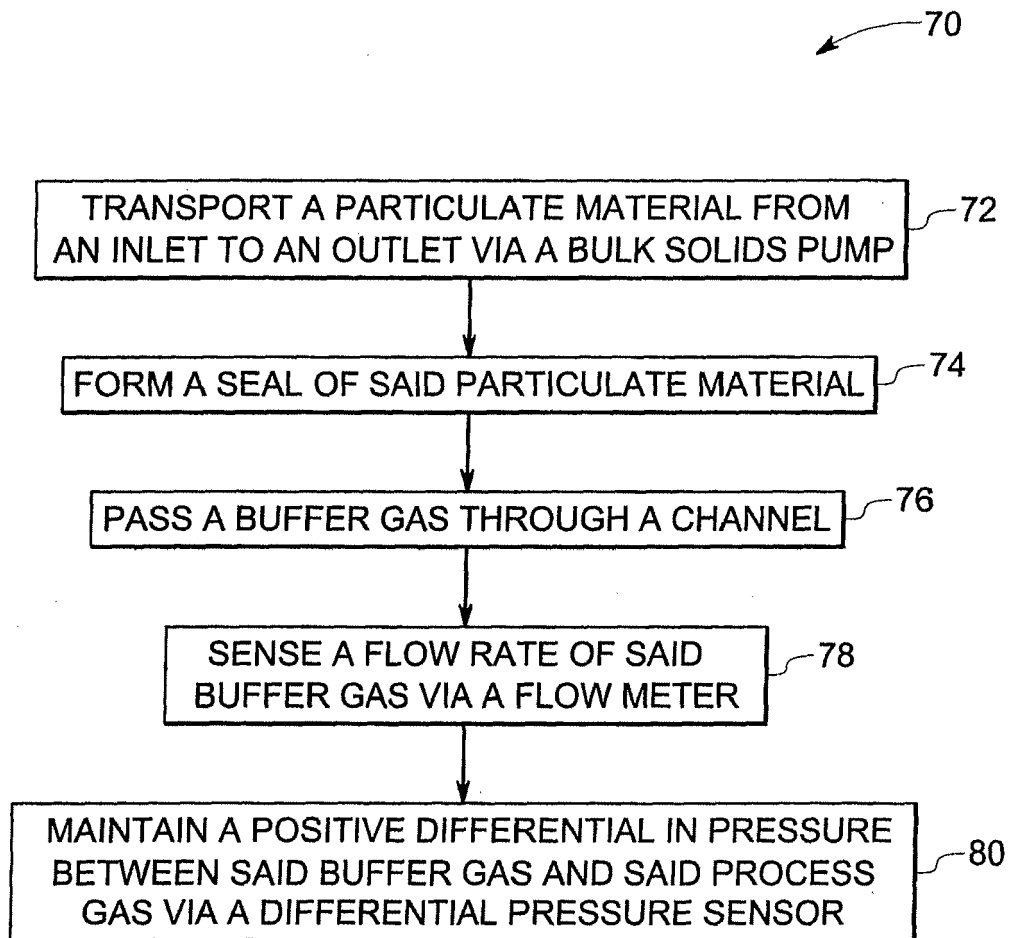 70
TRANSPORT A PARTICULATE MATERIAL FROM
AN INLET TO AN OUTLET VIA A BULK SOLIDS PUMP
72
FORM A SEAL OF SAID PARTICULATE MATERIAL
74
PASS A BUFFER GAS THROUGH A CHANNEL
76
SENSE A FLOW RATE OF SAID
BUFFER GAS VIA A FLOW METER
78
MAINTAIN A POSITIVE DIFFERENTIAL IN PRESSURE
BETWEEN SAID BUFFER GAS AND SAID PROCESS
GAS VIA A DIFFERENTIAL PRESSURE SENSOR
80